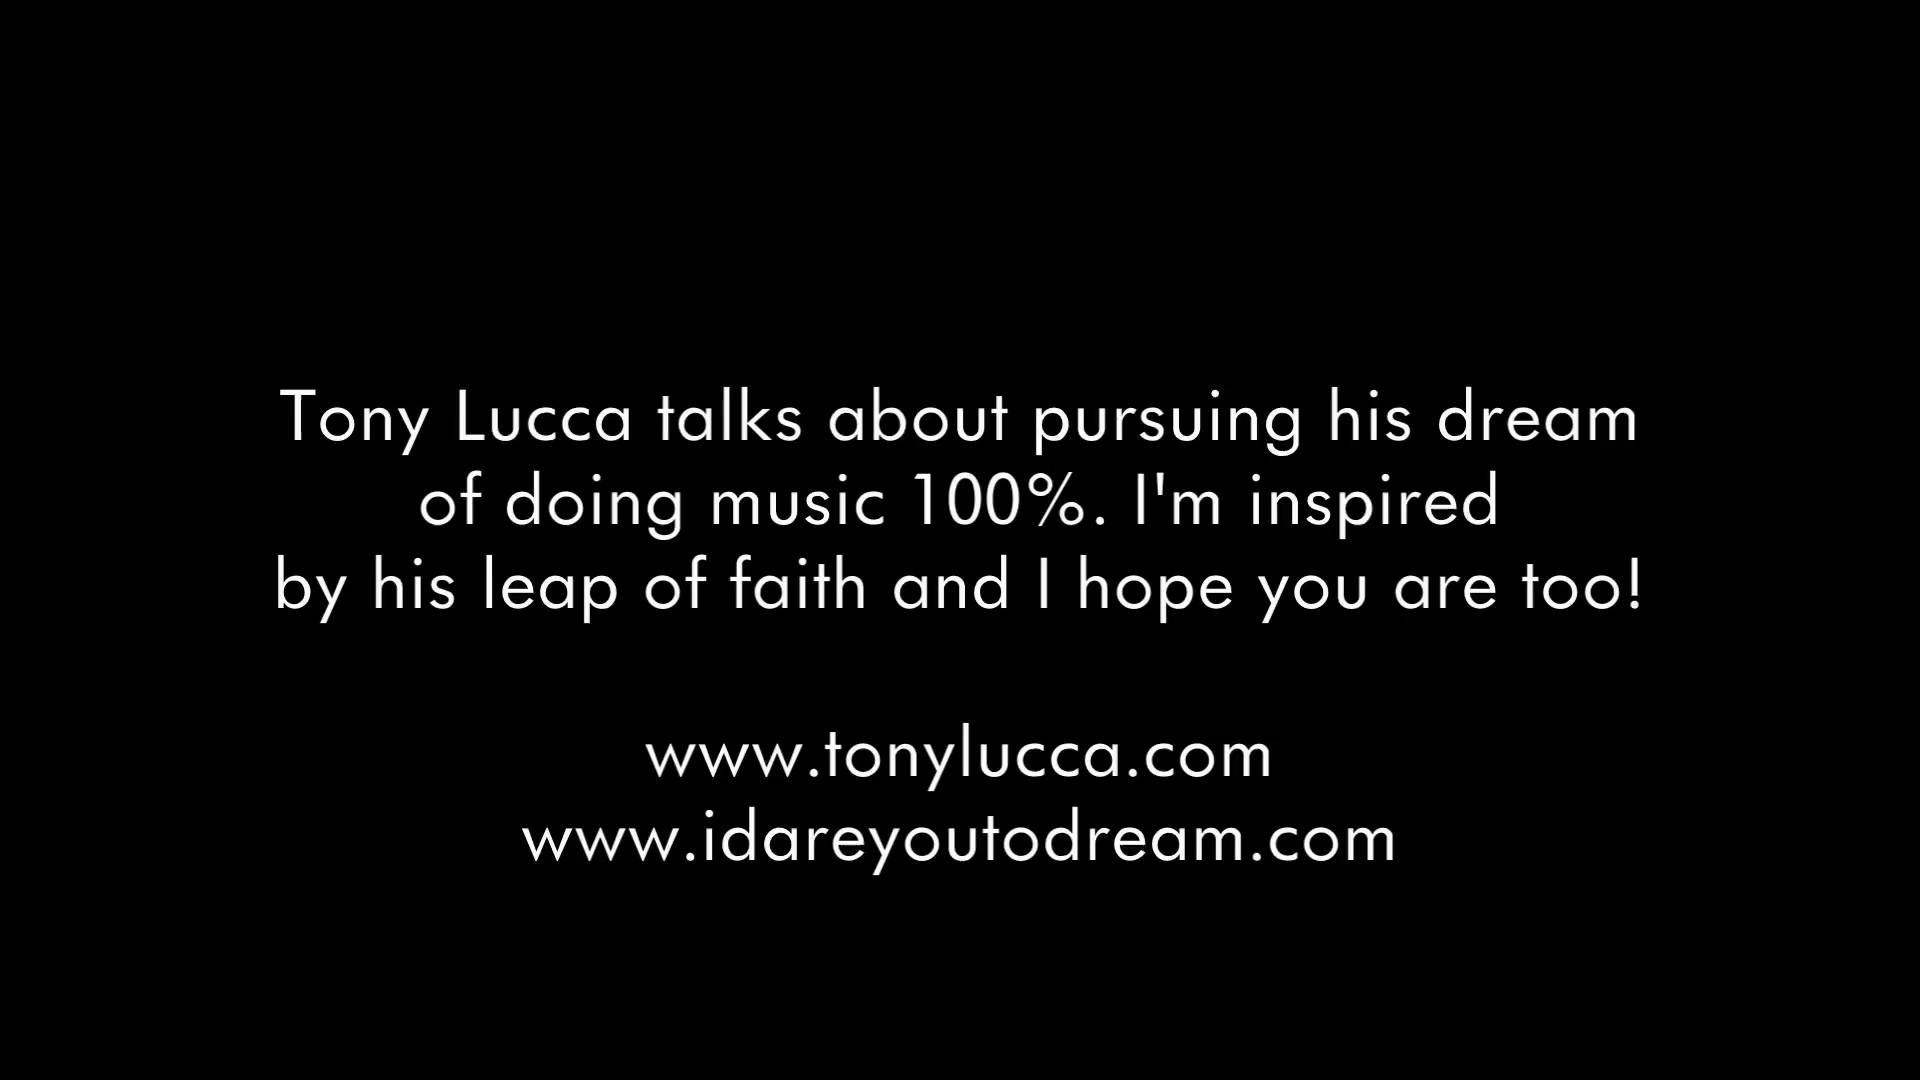 Tony Lucca talks about pursuing his dream
of doing music 100%. I'm inspired
by his leap of faith and I hope you are too!
www.tonylucca.com
www.idareyoutodream.com